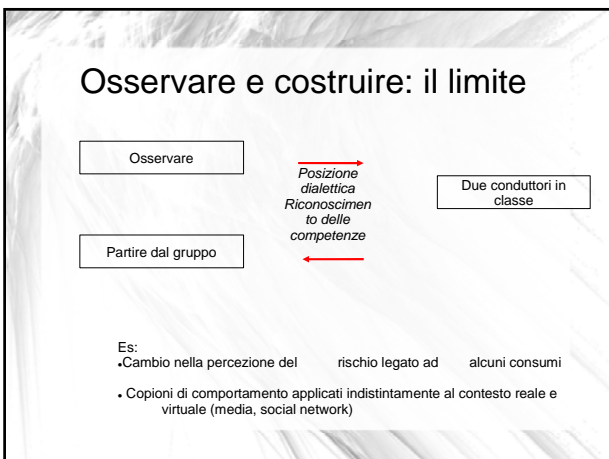 Osservare e costruire: il limite
Osservare
Posizione
dialettica
Riconoscimen
to delle
competenze
Due conduttori in
classe
Partire dal gruppo
Es:
•Cambio nella percezione del rischio legato ad alcuni consumi
• Copioni di comportamento applicati indistintamente al contesto reale e
virtuale (media, social network)